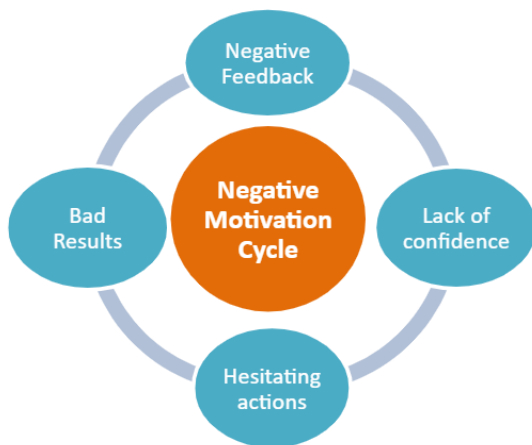 Negative
Feedback
Negative
Motivation
Cycle
Bad
Results
Lack of
confidence
Hesitating
actions